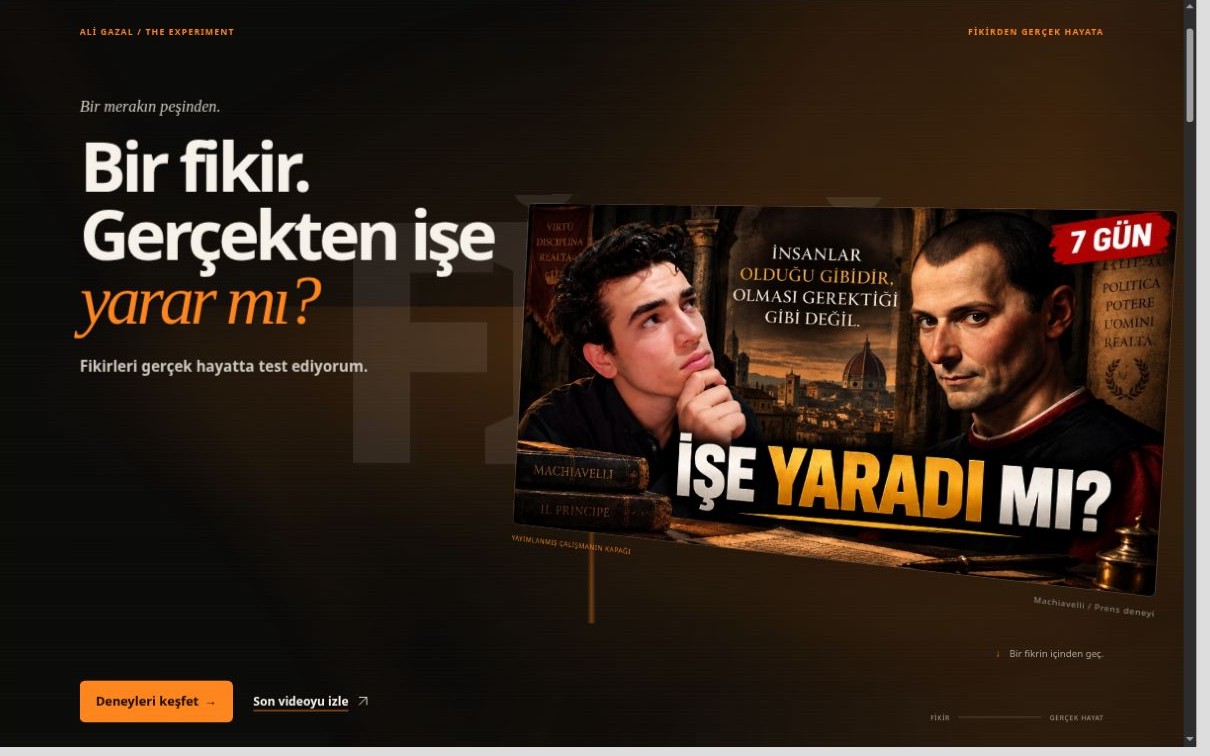 ALİ GAZAL / THE EXPERIMENT
FİKİRDEN GERÇEK HAYATA
Bir merakın peşinden.
Bir fikir.
Gerçekten işe
yarar mı?
Fikirleri gerçek hayatta test ediyorum.
Fİ
VIRTÙ
DISCIPLINA
REALTA
İNSANLAR
OLDUĞU GİBİDİR,
OLMASI GEREKTİĞİ
GİBİ DEĞİL.
7 GÜN
POLITICA
POTERE
UOMINI
REALTA
MACHIAVELLI
IL PRINCIPE
İŞE YARADI MI?
YAYIMLANMIŞ ÇALIŞMANIN KAPAĞI
Machiavelli / Prens deneyi
↓ Bir fikrin içinden geç.
Deneyleri keşfet →
Son videoyu izle ↗
FİKİR
GERÇEK HAYAT